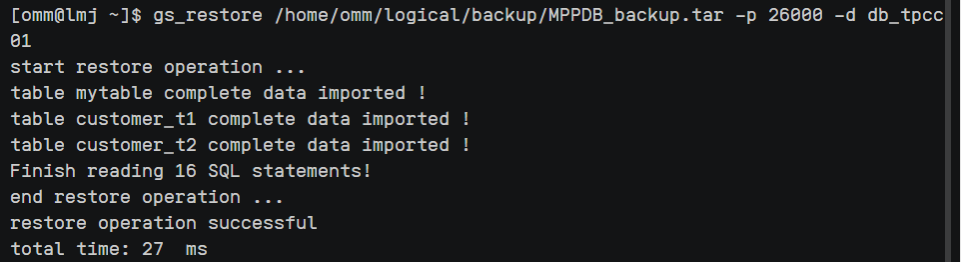 [omm@lmj ~]$ gs_restore /home/omm/logical/backup/MPPDB_backup.tar -p 26000 -d db_tpcc
01
start restore operation ...
table mytable complete data imported !
table customer_t1 complete data imported !
table customer_t2 complete data imported !
Finish reading 16 SQL statements!
end restore operation ...
restore operation successful
total time: 27  ms